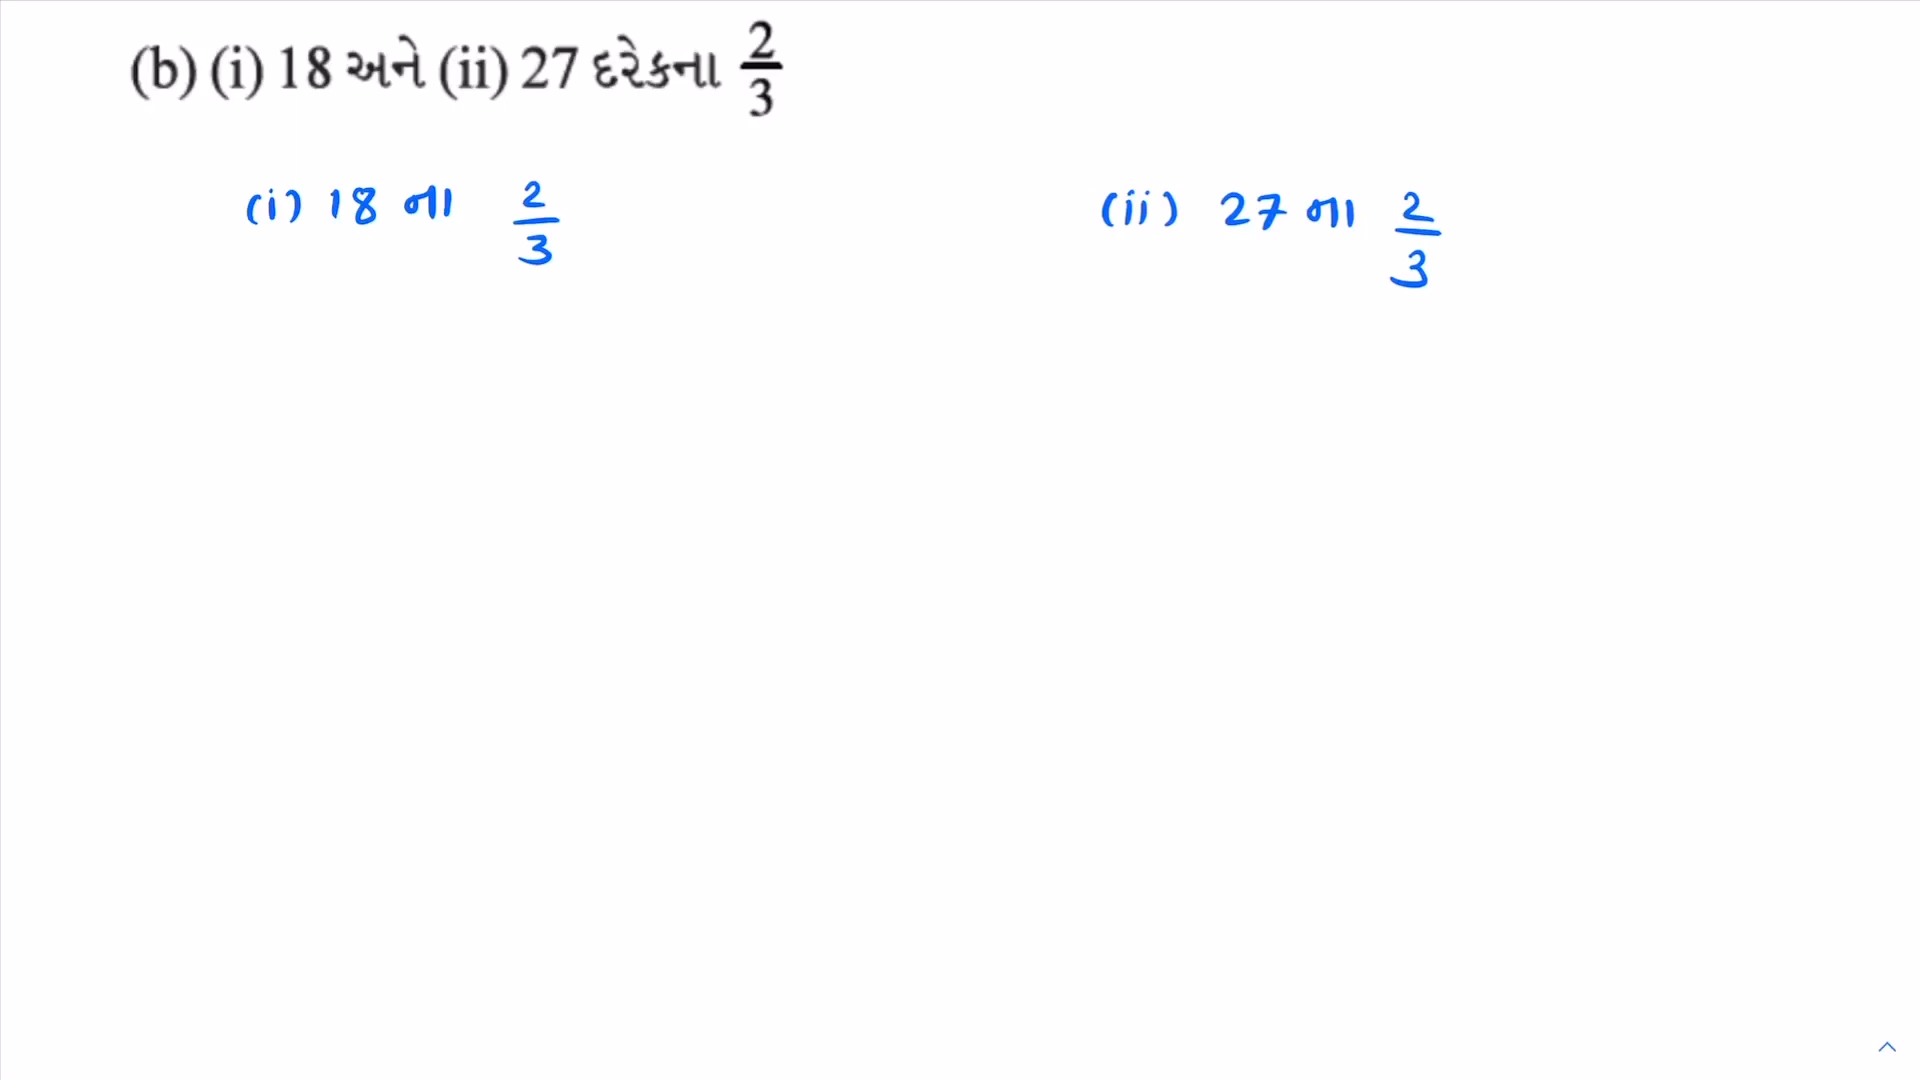 (b) (i) 18 અને (ii) 27 દરેકના 2/3
(i) 18 ના 2/3
(ii) 27 ના 2/3